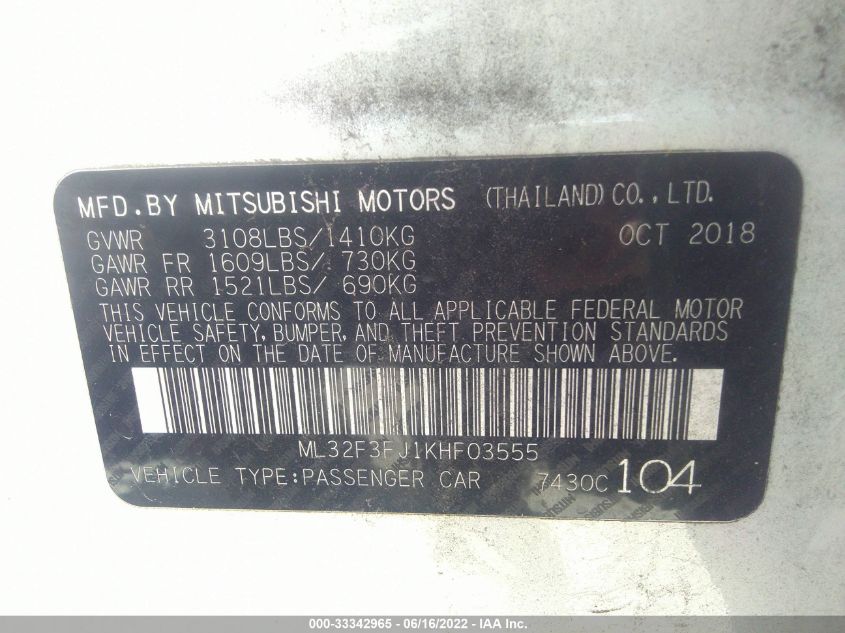 MFD.BY MITSUBISHI MOTORS (THAILAND) CO., LTD.
GVWR 3108LBS/1410KG OCT 2018
GAWR FR 1609LBS/ 730KG
GAWR RR 1521LBS/ 690KG
THIS VEHICLE CONFORMS TO ALL APPLICABLE FEDERAL MOTOR
VEHICLE SAFETY, BUMPER, AND THEFT PREVENTION STANDARDS
IN EFFECT ON THE DATE OF MANUFACTURE SHOWN ABOVE.
ML32F3FJ1KHF03555
VEHICLE TYPE:PASSENGER CAR 7430C 104
000-33342965 - 06/16/2022 - IAA Inc.